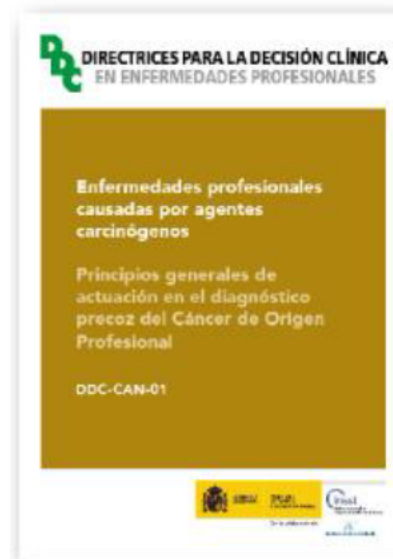 DDC DIRECTRICES PARA LA DECISIÓN CLÍNICA
EN ENFERMEDADES PROFESIONALES
Enfermedades profesionales
causadas por agentes
carcinógenos
Principios generales de
actuación en el diagnóstico
precoz del Cáncer de Origen
Profesional
DDC-CAN-01